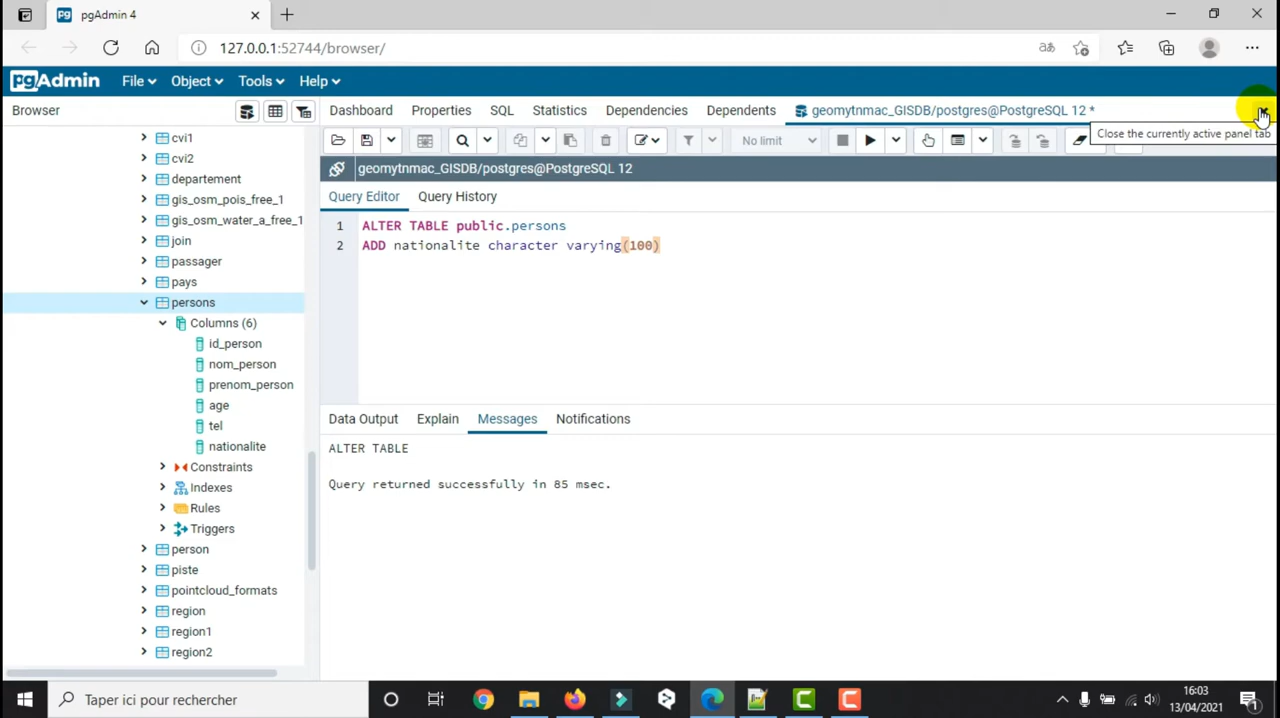 pgAdmin 4
127.0.0.1:52744/browser/
pgAdmin File Object Tools Help
Browser
Dashboard Properties SQL Statistics Dependencies Dependents geomytnmac_GISDB/postgres@PostgreSQL 12 *
Close the currently active panel tab
No limit
geomytnmac_GISDB/postgres@PostgreSQL 12
Query Editor Query History
1 ALTER TABLE public.persons
2 ADD nationalite character varying(100)
cvi1
cvi2
departement
gis_osm_pois_free_1
gis_osm_water_a_free_1
join
passager
pays
persons
Columns (6)
id_person
nom_person
prenom_person
age
tel
nationalite
Constraints
Indexes
Rules
Triggers
person
piste
pointcloud_formats
region
region1
region2
Data Output Explain Messages Notifications
ALTER TABLE
Query returned successfully in 85 msec.
Taper ici pour rechercher
16:03
13/04/2021